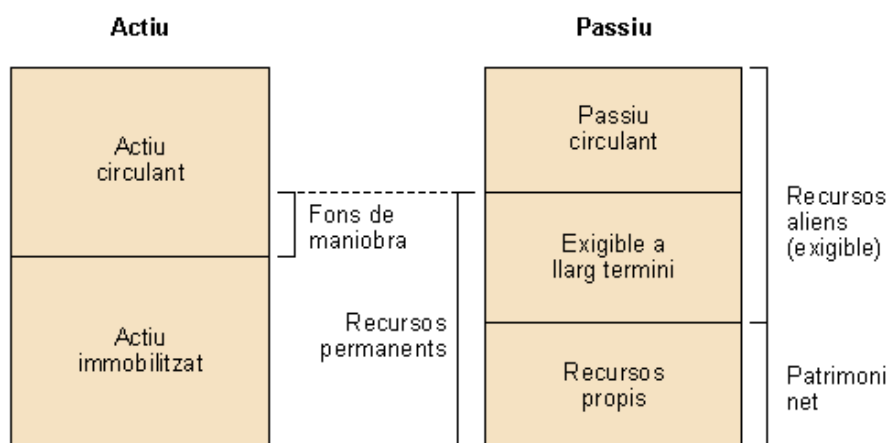 Actiu
Passiu
Actiu
circulant
Actiu
immobilitzat
Fons de
maniobra
Recursos
permanents
Passiu
circulant
Exigible a
llarg termini
Recursos
propis
Recursos
aliens
(exigible)
Patrimoni
net